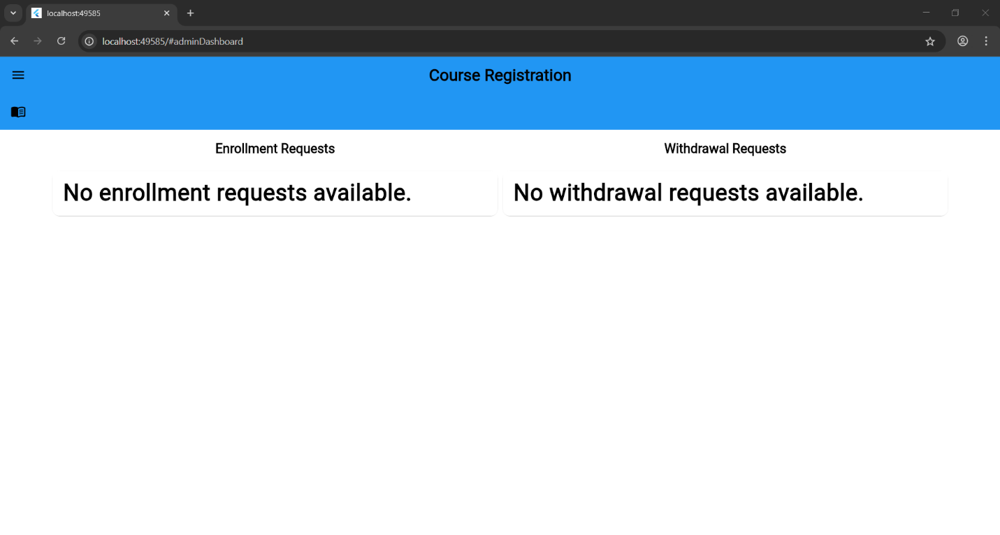 localhost:49585
localhost:49585/#adminDashboard
Course Registration
Enrollment Requests
Withdrawal Requests
No enrollment requests available.
No withdrawal requests available.